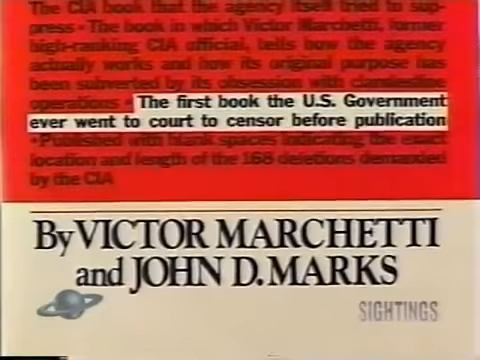 The CIA book that the agency itself tried to sup-
press • The book in which Victor Marchetti, former
high-ranking CIA official, tells how the agency
actually works and how its original purpose has
been subverted by its obsession with clandestine
operations • The first book the U.S. Government
ever went to court to censor before publication
• Published with blank spaces indicating the exact
location and length of the 168 deletions demanded
by the CIA
By VICTOR MARCHETTI
and JOHN D. MARKS
SIGHTINGS